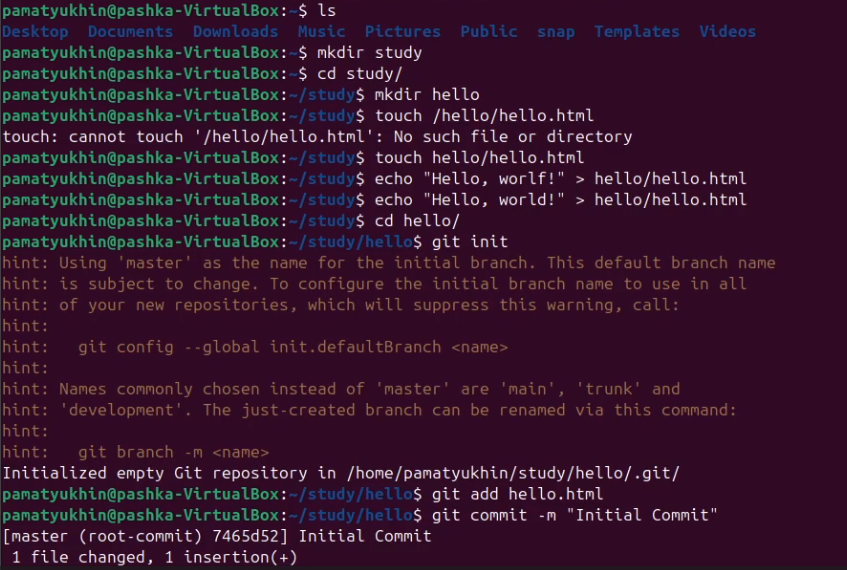 pamatyukhin@pashka-VirtualBox:~$ ls
Desktop  Documents  Downloads  Music  Pictures  Public  snap  Templates  Videos
pamatyukhin@pashka-VirtualBox:~$ mkdir study
pamatyukhin@pashka-VirtualBox:~$ cd study/
pamatyukhin@pashka-VirtualBox:~/study$ mkdir hello
pamatyukhin@pashka-VirtualBox:~/study$ touch /hello/hello.html
touch: cannot touch '/hello/hello.html': No such file or directory
pamatyukhin@pashka-VirtualBox:~/study$ touch hello/hello.html
pamatyukhin@pashka-VirtualBox:~/study$ echo "Hello, worlf!" > hello/hello.html
pamatyukhin@pashka-VirtualBox:~/study$ echo "Hello, world!" > hello/hello.html
pamatyukhin@pashka-VirtualBox:~/study$ cd hello/
pamatyukhin@pashka-VirtualBox:~/study/hello$ git init
hint: Using 'master' as the name for the initial branch. This default branch name
hint: is subject to change. To configure the initial branch name to use in all
hint: of your new repositories, which will suppress this warning, call:
hint:
hint:   git config --global init.defaultBranch <name>
hint:
hint: Names commonly chosen instead of 'master' are 'main', 'trunk' and
hint: 'development'. The just-created branch can be renamed via this command:
hint:
hint:   git branch -m <name>
Initialized empty Git repository in /home/pamatyukhin/study/hello/.git/
pamatyukhin@pashka-VirtualBox:~/study/hello$ git add hello.html
pamatyukhin@pashka-VirtualBox:~/study/hello$ git commit -m "Initial Commit"
[master (root-commit) 7465d52] Initial Commit
 1 file changed, 1 insertion(+)